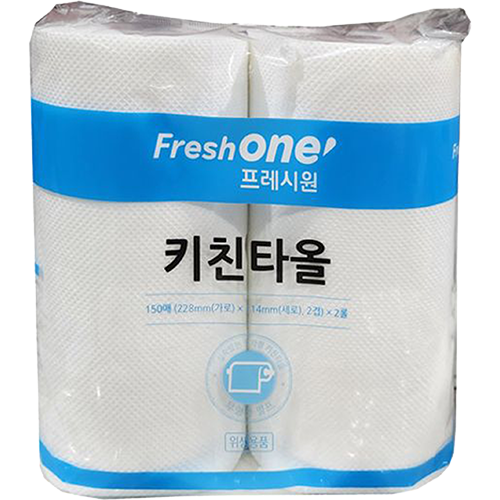 Fresh one
프레시원
키친타올
150매 (228mm(가로) × 14mm(세로), 2겹) × 2롤
위생용품